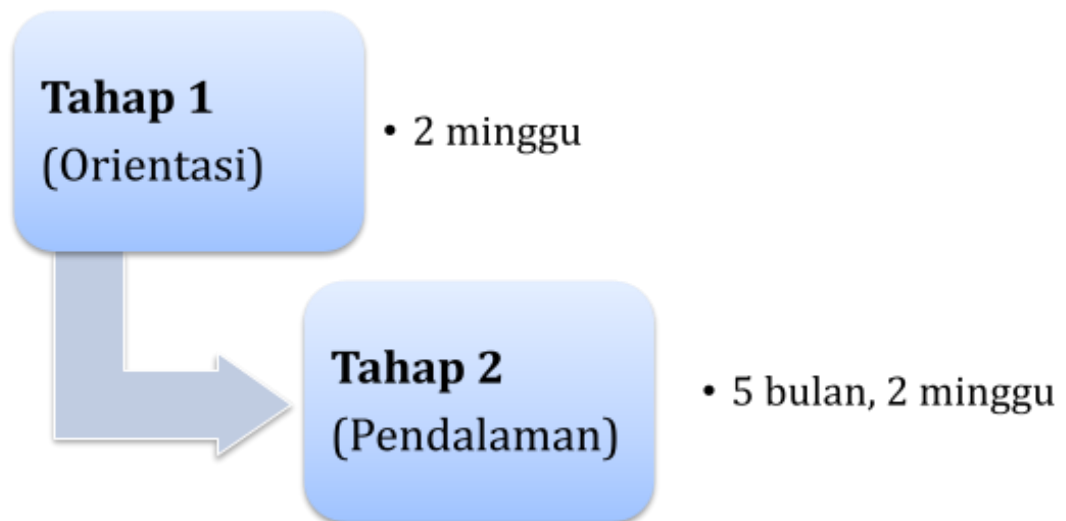 Tahap 1
(Orientasi)
• 2 minggu
Tahap 2
(Pendalaman)
• 5 bulan, 2 minggu